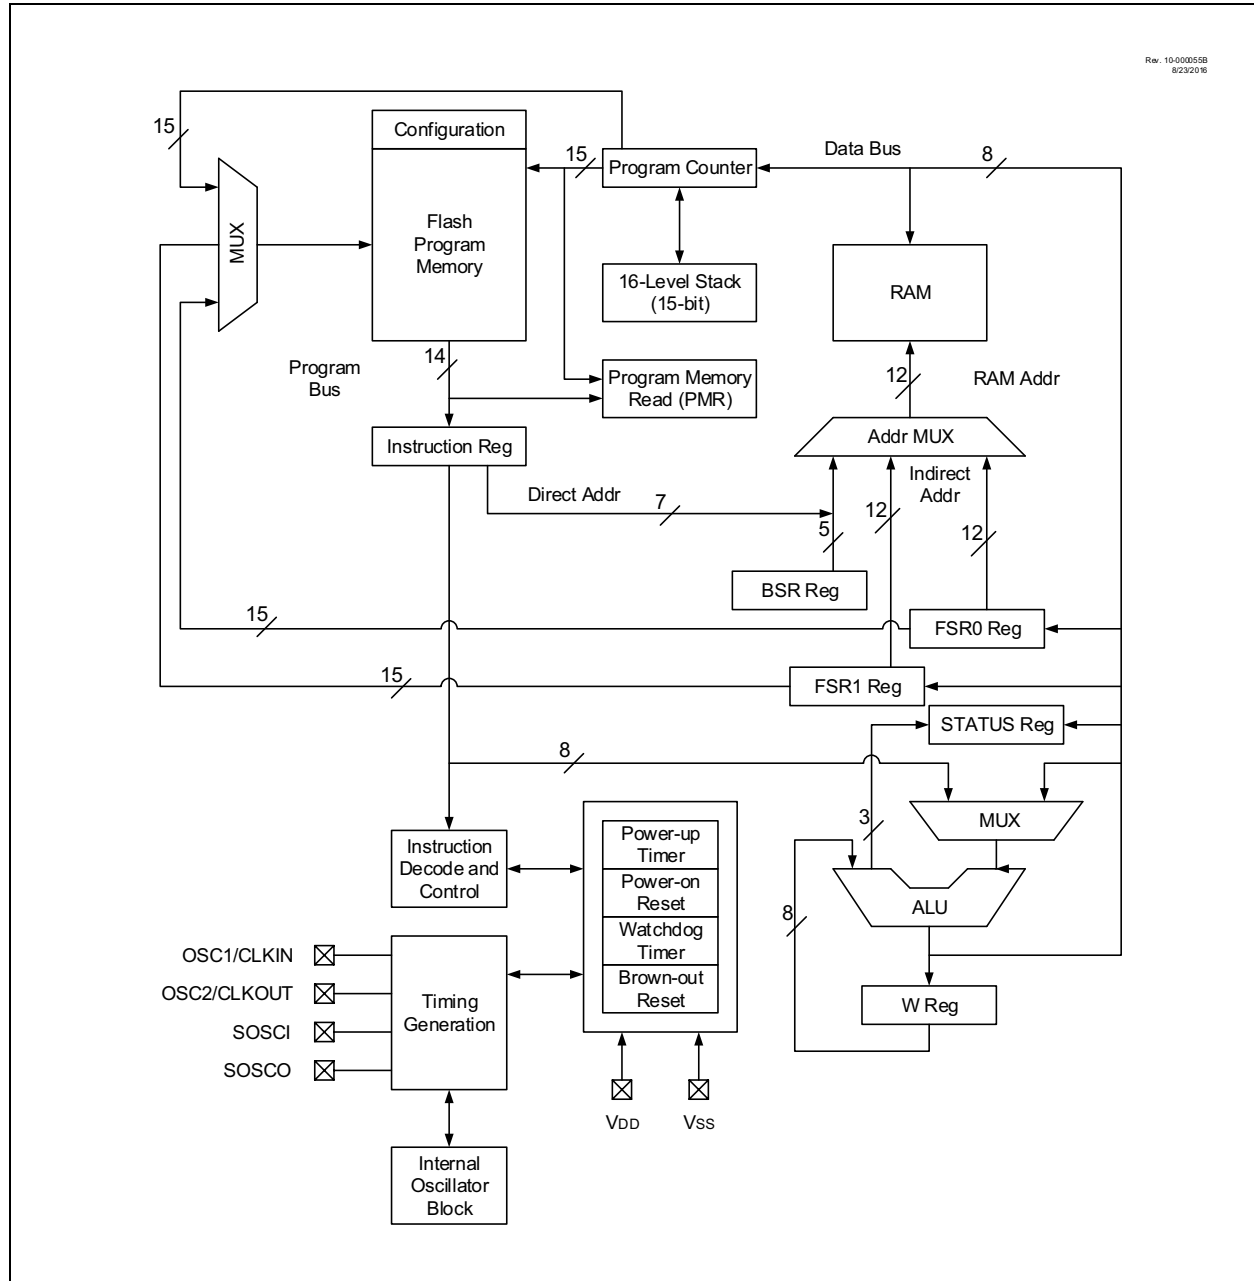 Rev. 10-000055B
8/23/2016
15
Configuration
15
Program Counter
Data Bus
8
MUX
Flash
Program
Memory
16-Level Stack
(15-bit)
RAM
Program
Bus
14
Program Memory
Read (PMR)
12
RAM Addr
Instruction Reg
Addr MUX
Direct Addr
7
5
12
Indirect
Addr
12
BSR Reg
15
FSR0 Reg
15
FSR1 Reg
STATUS Reg
8
3
MUX
Instruction
Decode and
Control
Power-up
Timer
Power-on
Reset
Watchdog
Timer
Brown-out
Reset
8
ALU
W Reg
OSC1/CLKIN
OSC2/CLKOUT
SOSCI
SOSCO
Timing
Generation
VDD
VSS
Internal
Oscillator
Block